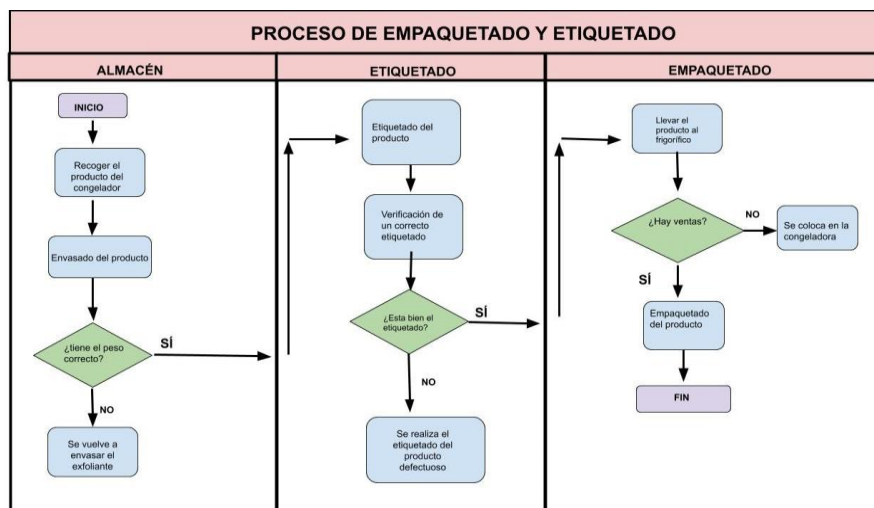 PROCESO DE EMPAQUETADO Y ETIQUETADO
ALMACÉN
INICIO
Recoger el
producto del
congelador
Envasado del producto
¿tiene el peso
correcto?
SÍ
NO
Se vuelve a
envasar el
exfoliante
ETIQUETADO
Etiquetado del
producto
Verificación de
un correcto
etiquetado
¿Esta bien el
etiquetado?
SÍ
NO
Se realiza el
etiquetado del
producto
defectuoso
EMPAQUETADO
Llevar el
producto al
frigorífico
¿Hay ventas?
NO
Se coloca en la
congeladora
SÍ
Empaquetado
del producto
FIN